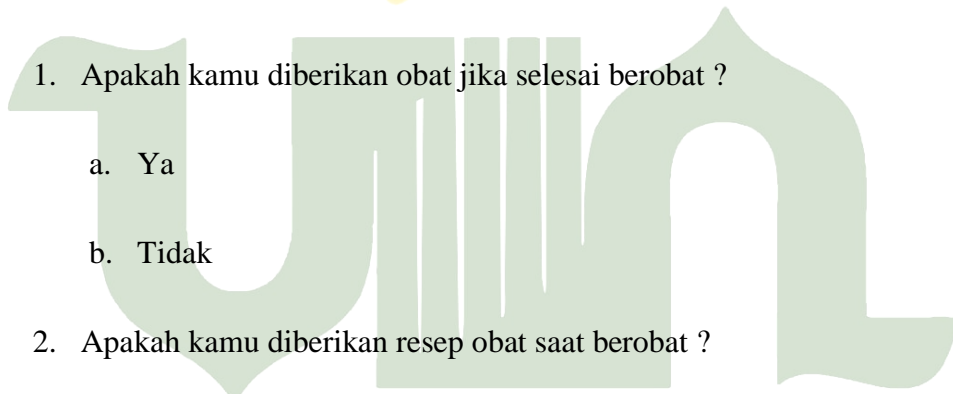 1. Apakah kamu diberikan obat jika selesai berobat ?
a. Ya
b. Tidak
2. Apakah kamu diberikan resep obat saat berobat ?